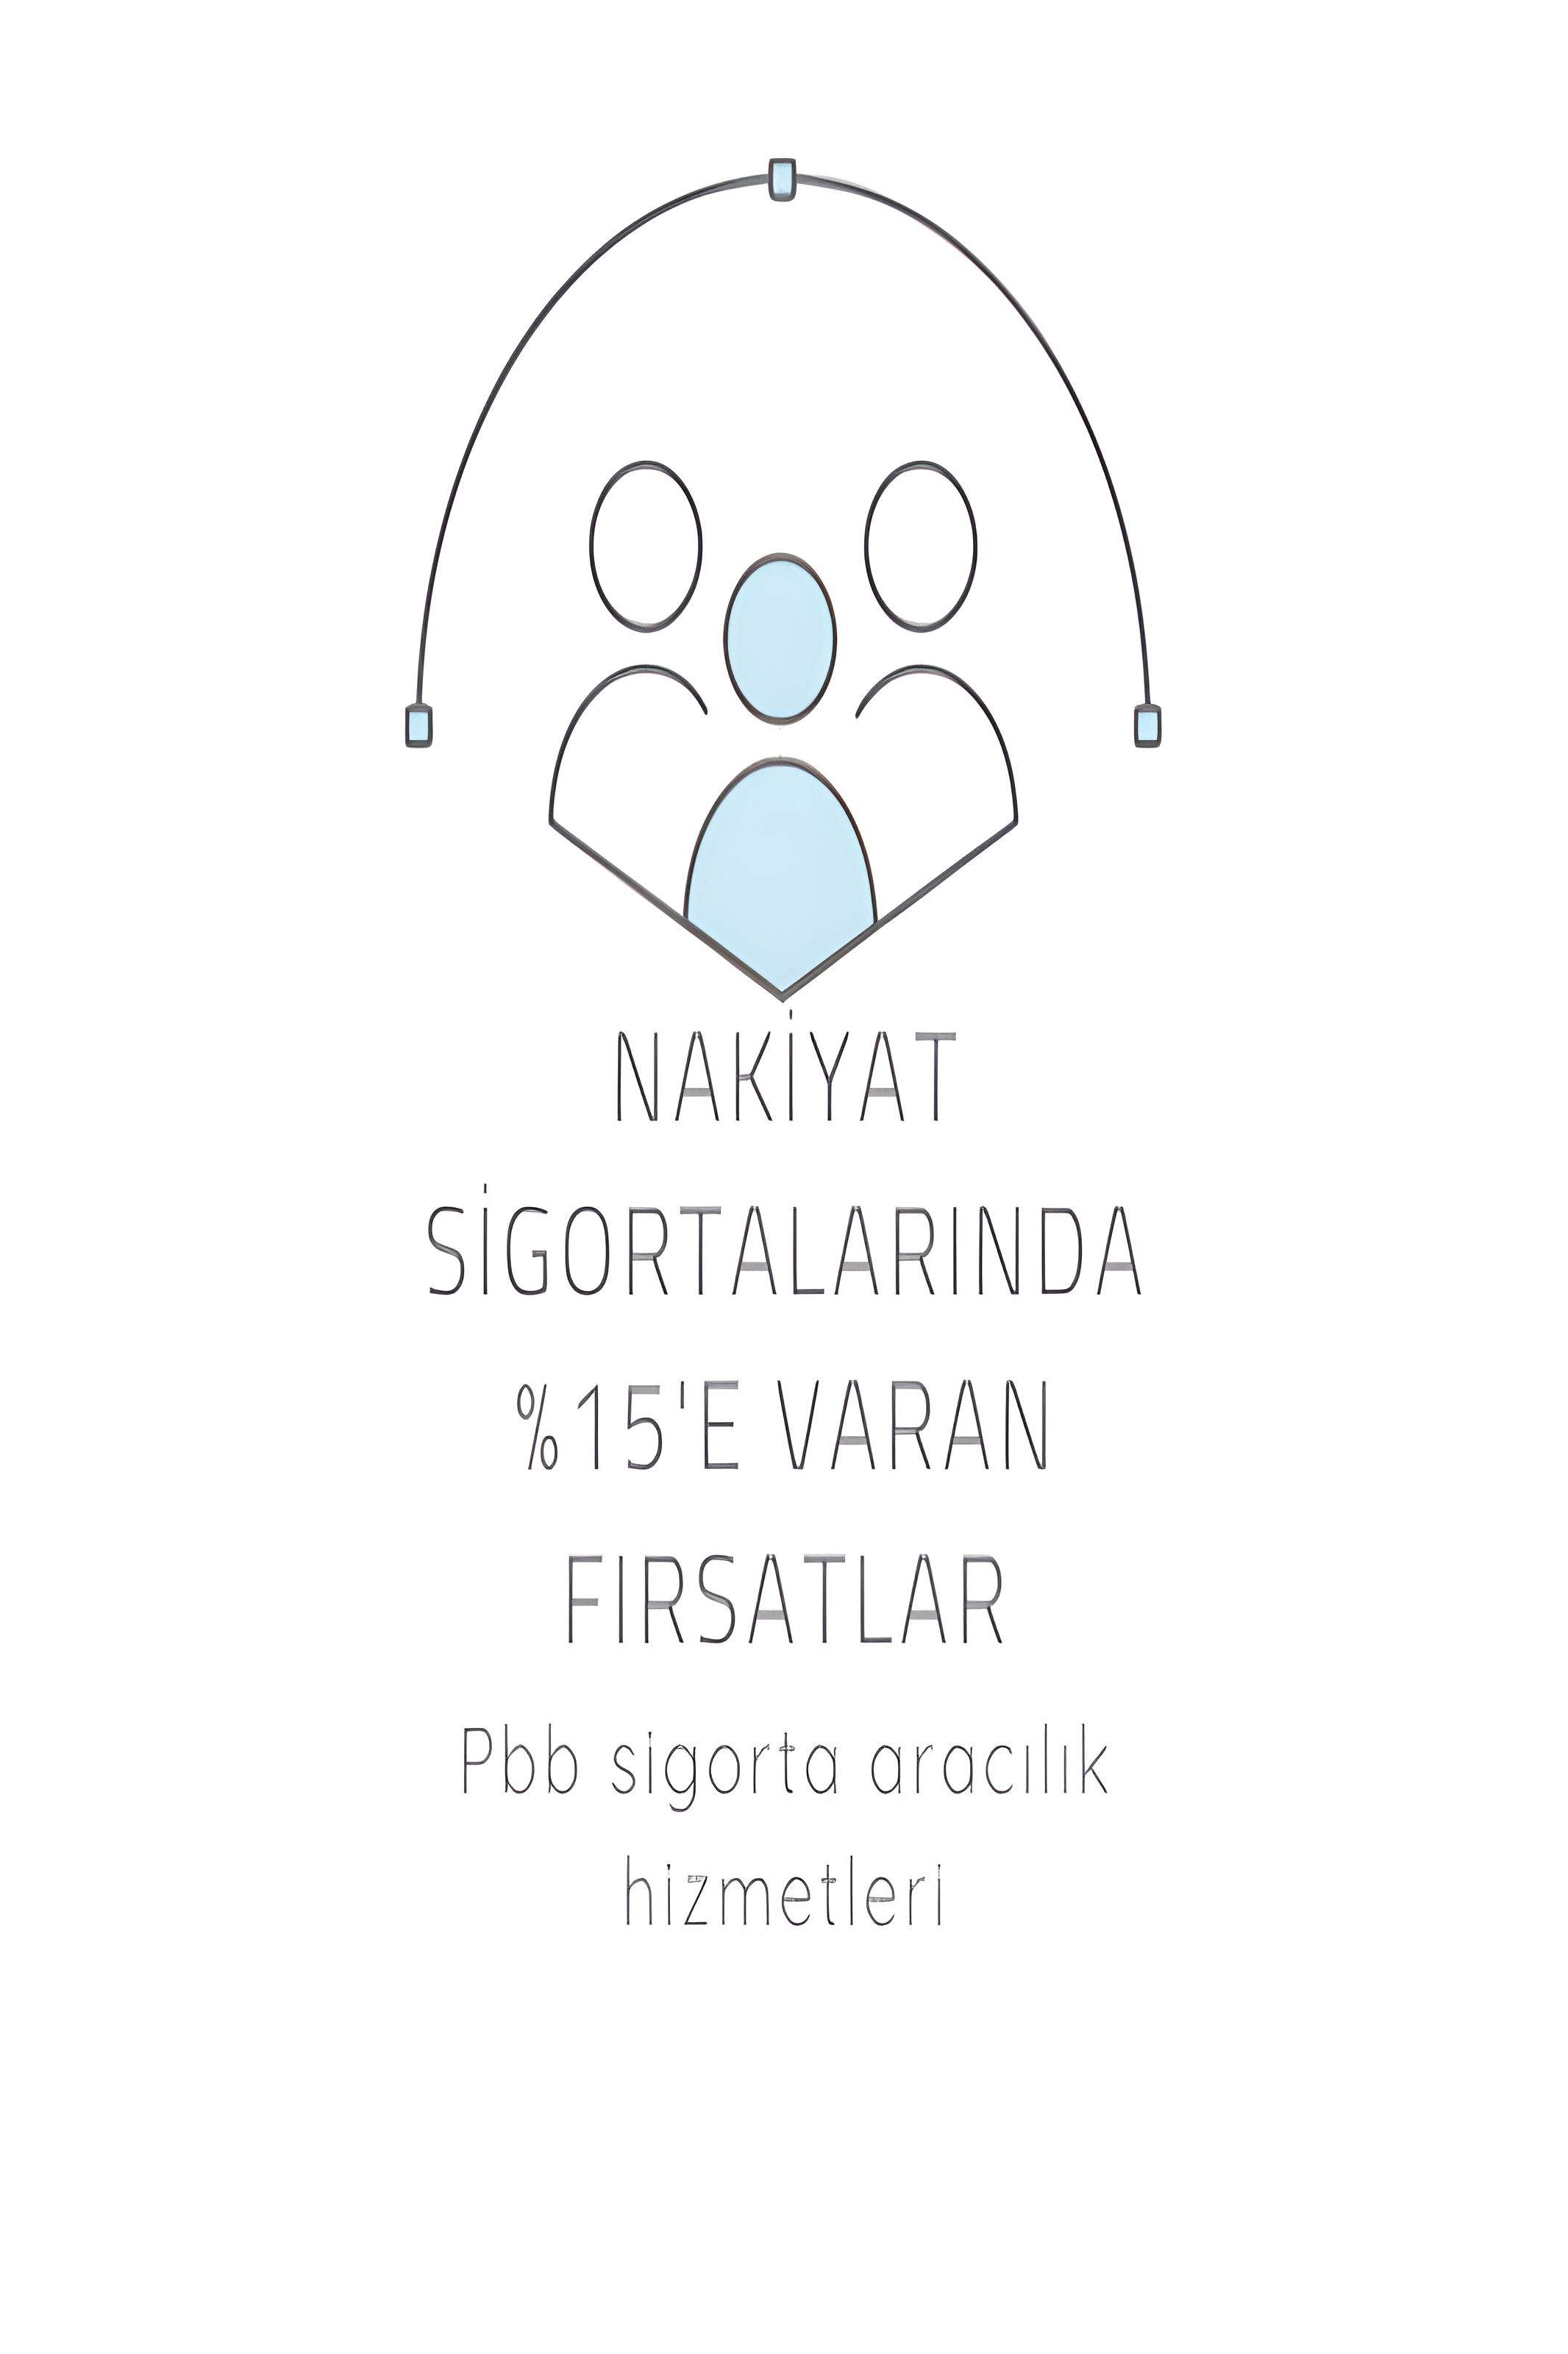 NAKİYAT
SİGORTALARINDA
%15'E VARAN
FIRSATLAR
Pbb sigorta aracılık
hizmetleri